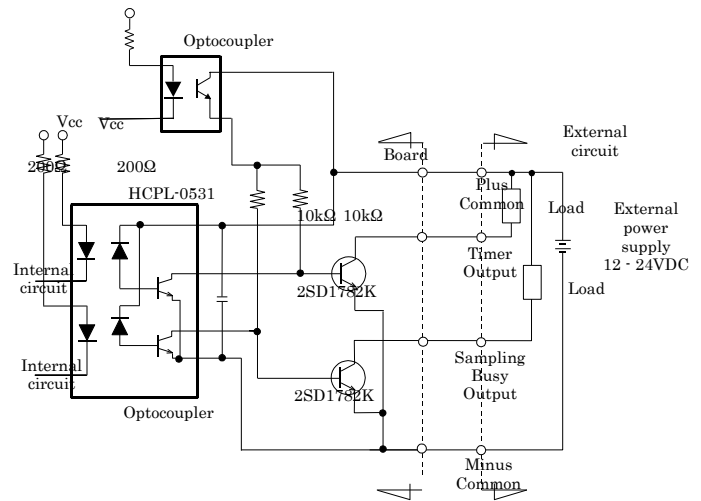 Optocoupler
Vcc
Vcc
200Ω
200Ω
HCPL-0531
Internal
circuit
Internal
circuit
Optocoupler
10kΩ
10kΩ
2SD1782K
2SD1782K
Board
External
circuit
Plus
Common
Load
External
power
supply
12 - 24VDC
Timer
Output
Load
Sampling
Busy
Output
Minus
Common